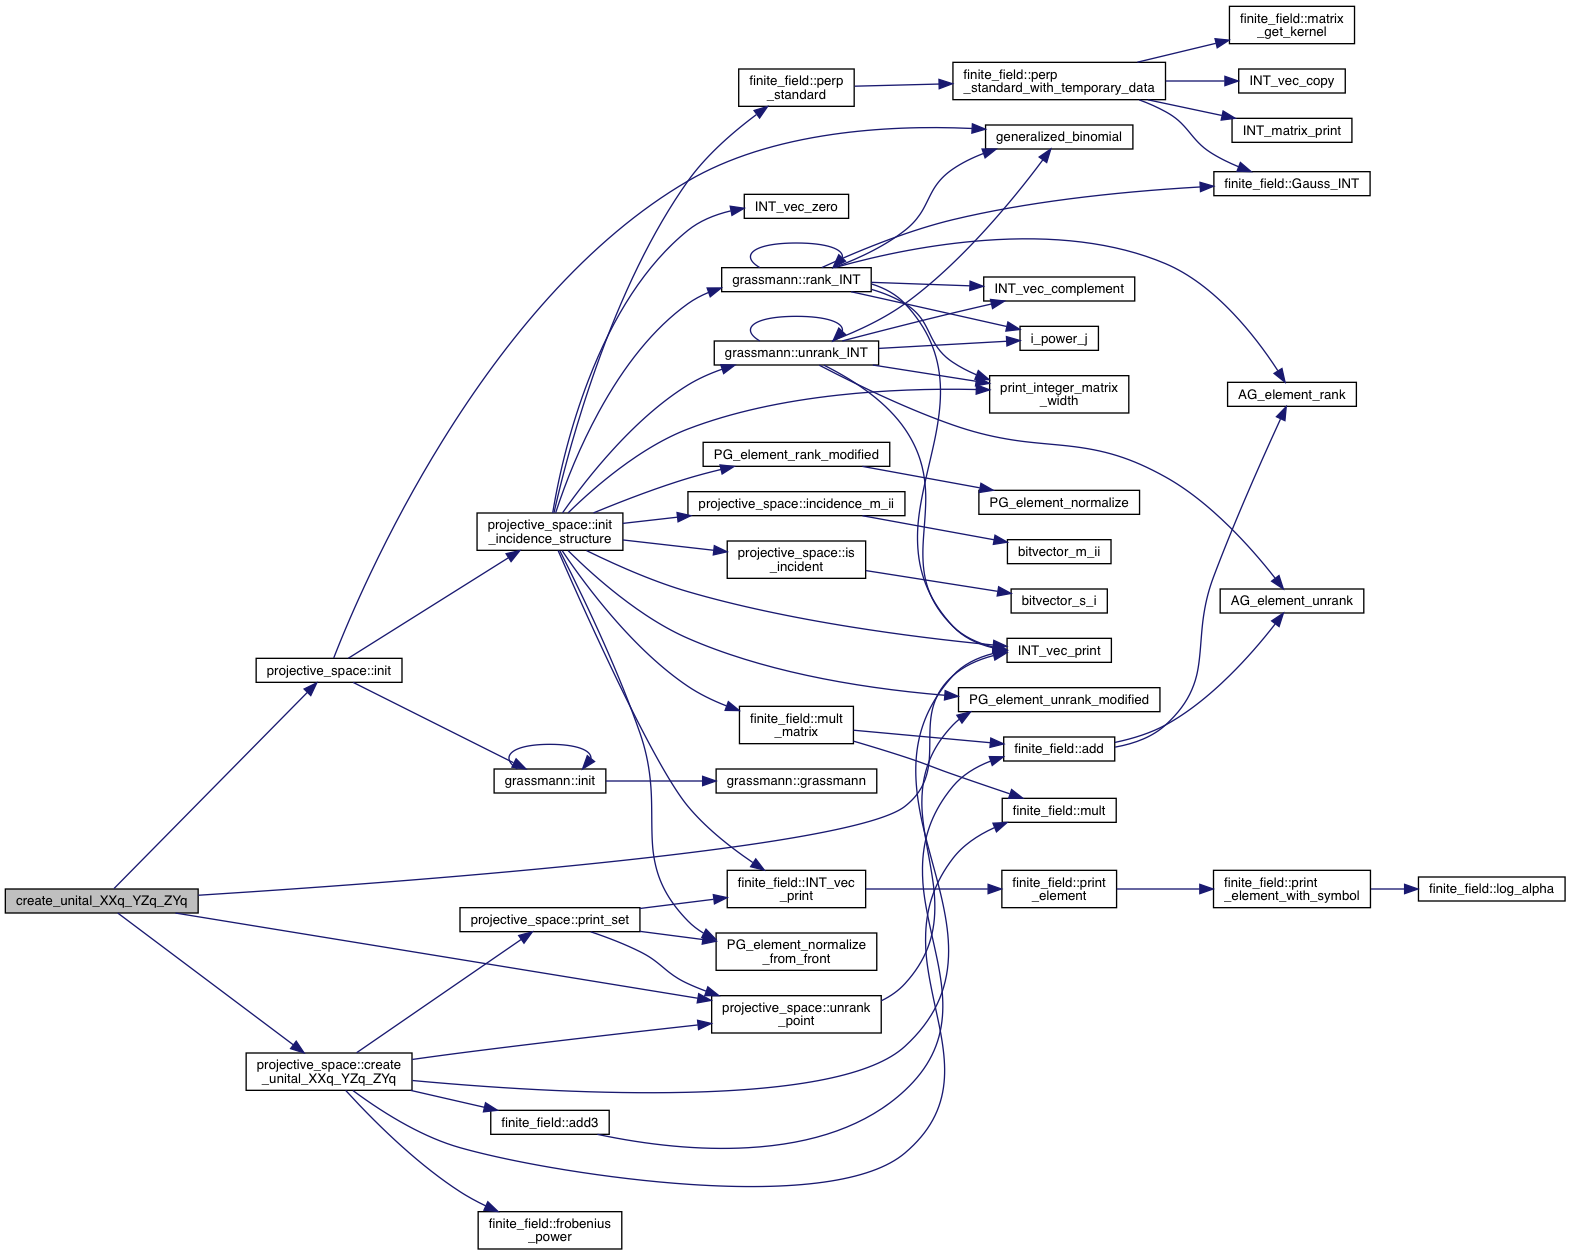 finite_field::matrix
_get_kernel
finite_field::perp
_standard
finite_field::perp
_standard_with_temporary_data
INT_vec_copy
INT_matrix_print
generalized_binomial
finite_field::Gauss_INT
INT_vec_zero
grassmann::rank_INT
INT_vec_complement
i_power_j
grassmann::unrank_INT
print_integer_matrix
_width
AG_element_rank
PG_element_rank_modified
PG_element_normalize
projective_space::incidence_m_ii
projective_space::init
_incidence_structure
bitvector_m_ii
projective_space::is
_incident
bitvector_s_i
AG_element_unrank
INT_vec_print
projective_space::init
PG_element_unrank_modified
finite_field::mult
_matrix
finite_field::add
grassmann::init
grassmann::grassmann
finite_field::mult
create_unital_XXq_YZq_ZYq
finite_field::INT_vec
_print
finite_field::print
_element
finite_field::print
_element_with_symbol
finite_field::log_alpha
projective_space::print_set
PG_element_normalize
_from_front
projective_space::unrank
_point
projective_space::create
_unital_XXq_YZq_ZYq
finite_field::add3
finite_field::frobenius
_power